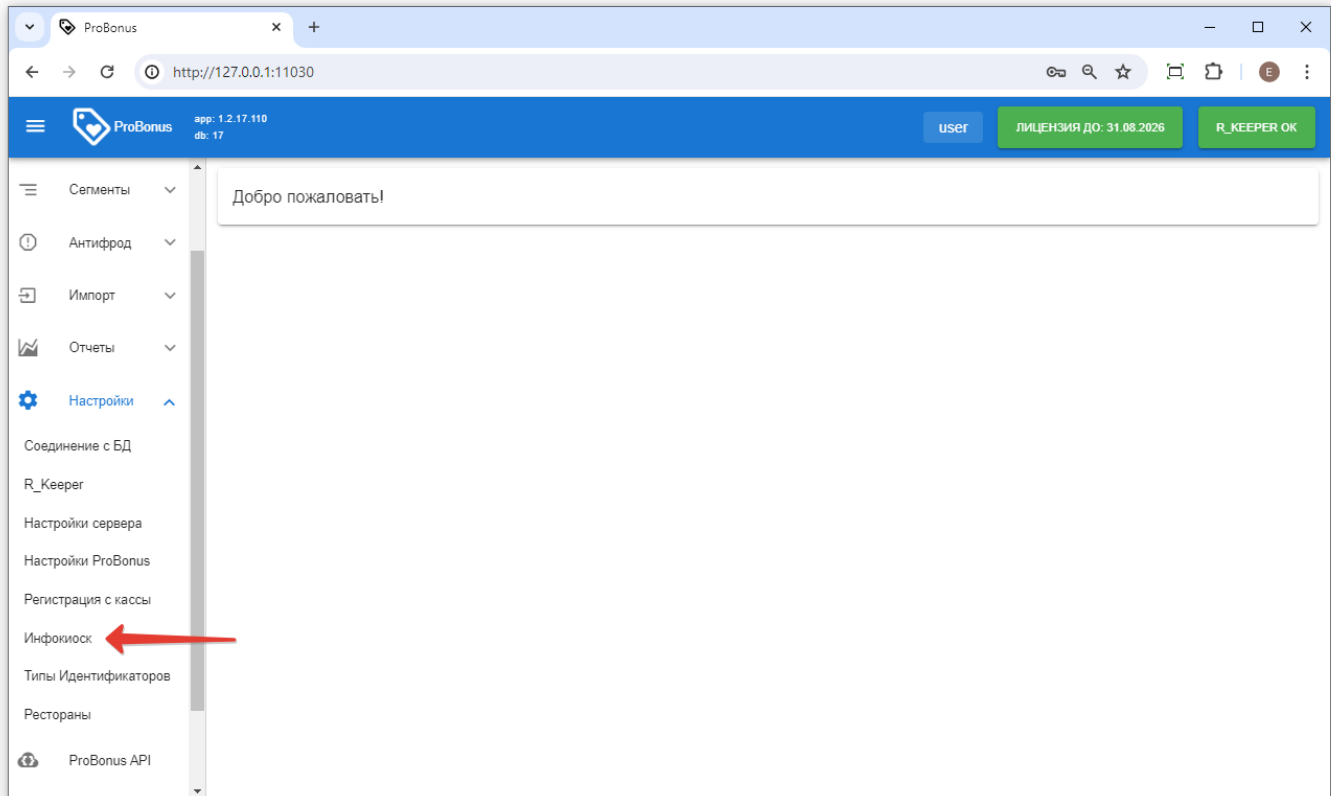 ProBonus
http://127.0.0.1:11030
E
ProBonus
app: 1.2.17.110
db: 17
user
ЛИЦЕНЗИЯ ДО: 31.08.2026
R_KEEPER OK
Сегменты
Добро пожаловать!
Антифрод
Импорт
Отчеты
Настройки
Соединение с БД
R_Keeper
Настройки сервера
Настройки ProBonus
Регистрация с кассы
Инфокиоск
Типы Идентификаторов
Рестораны
ProBonus API